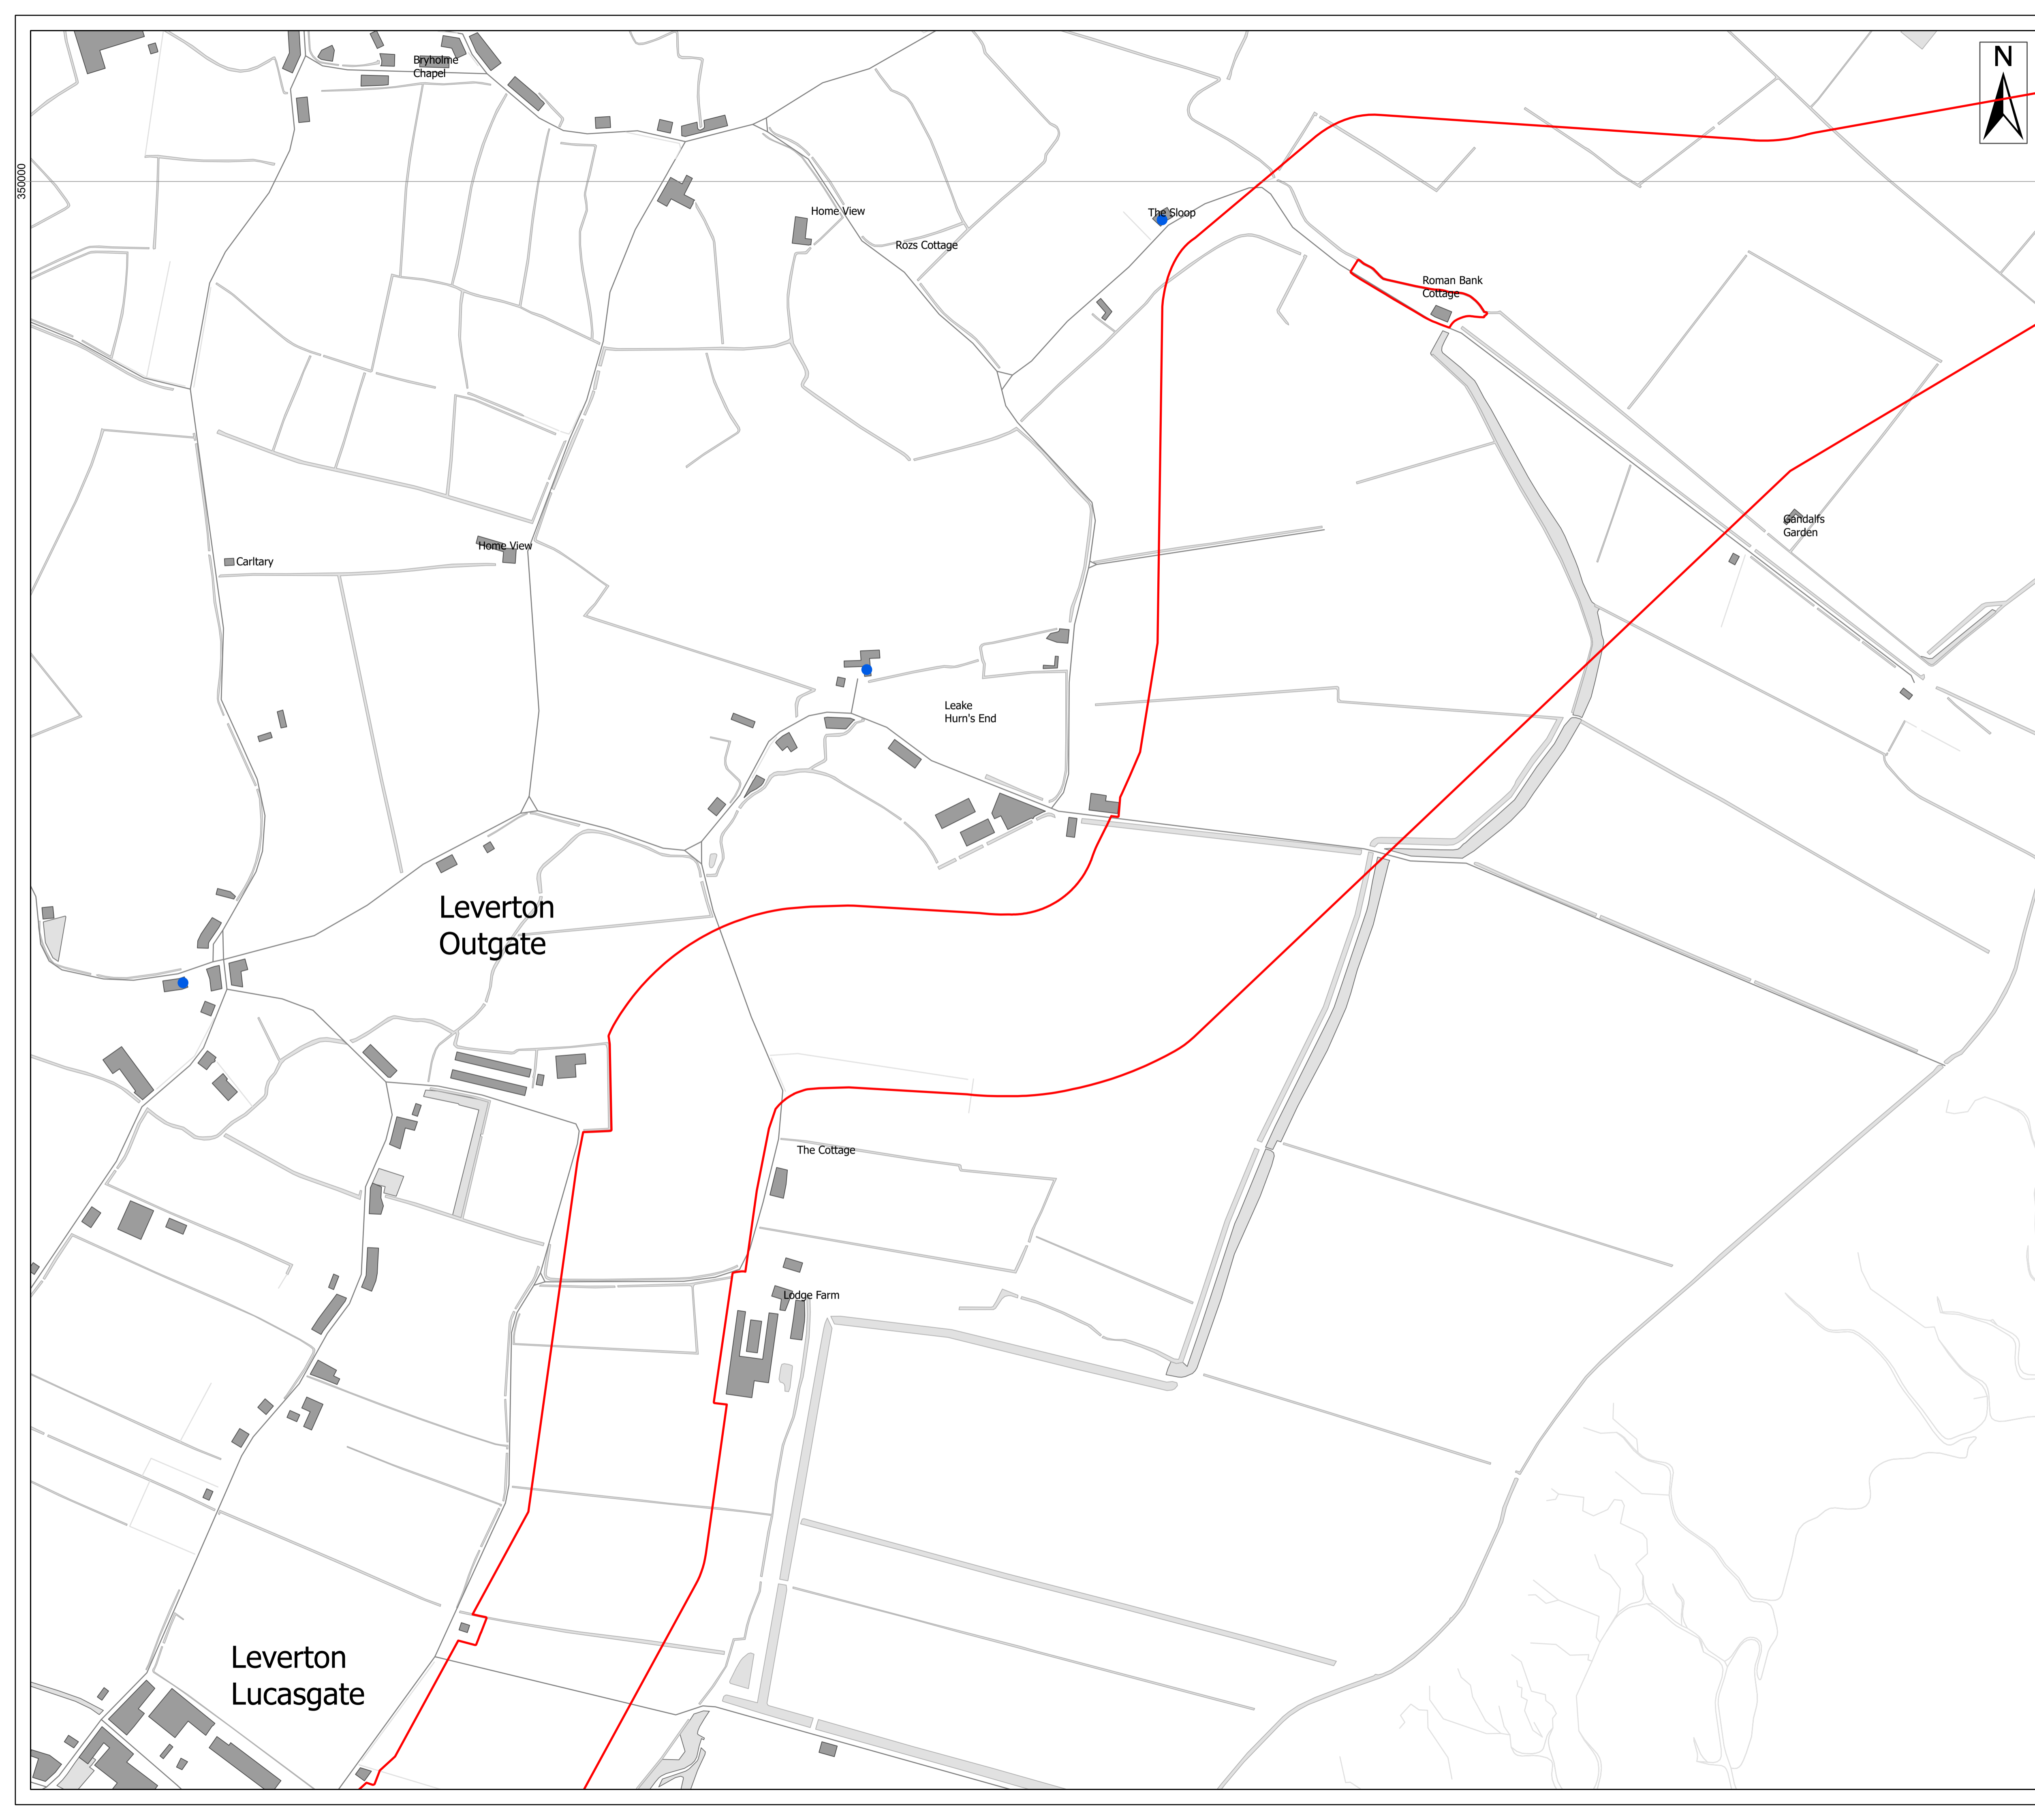 Bryholme
Chapel
N
350000
Home View
The Sloop
Rozs Cottage
Roman Bank
Cottage
Gandalfs
Garden
Home View
Carltary
Leake
Hurn's End
Leverton
Outgate
The Cottage
Lodge Farm
Leverton
Lucasgate